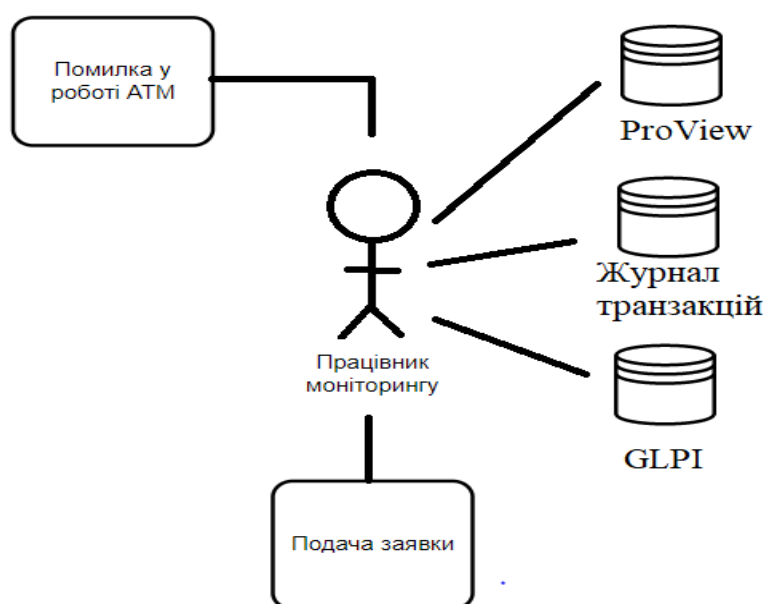 Помилка у
роботі АТМ
ProView
Журнал
транзакцій
Працівник
моніторингу
GLPI
Подача заявки